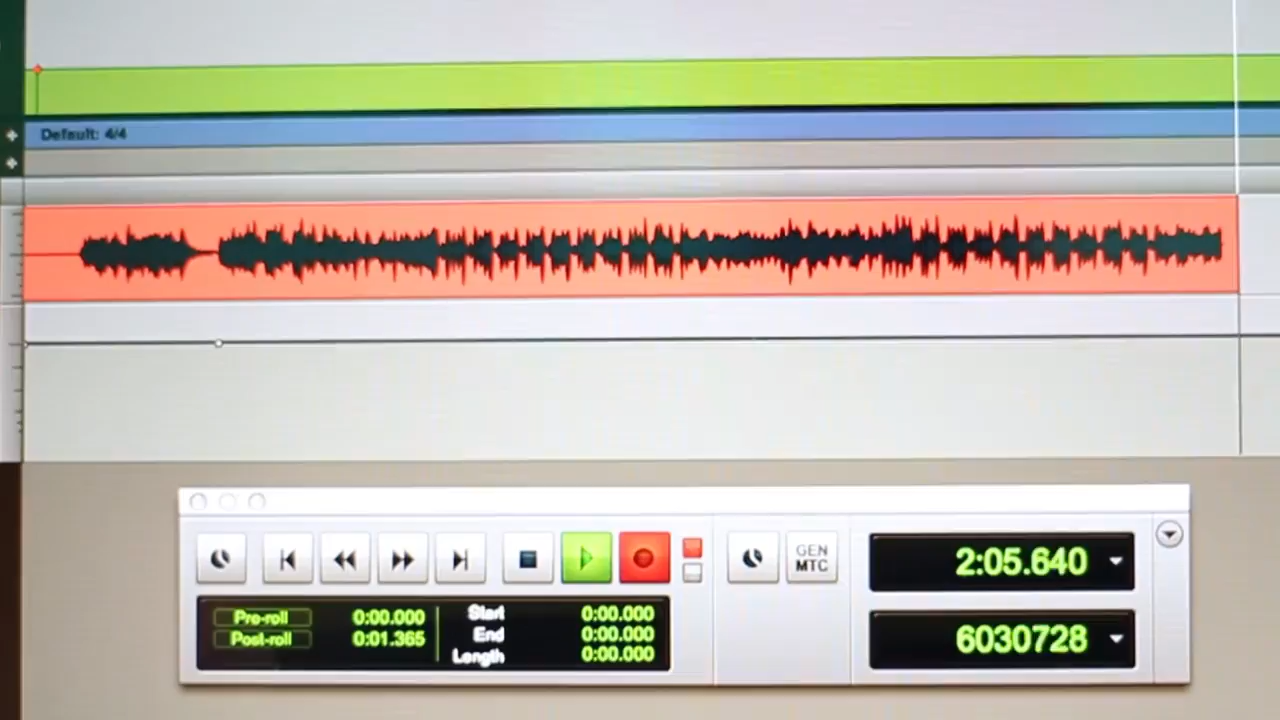 Default: 4/4
GEN
MTC
2:05.640
Pre-roll 0:00.000 Start 0:00.000
Post-roll 0:01.365 End 0:00.000
Length 0:00.000
6030728